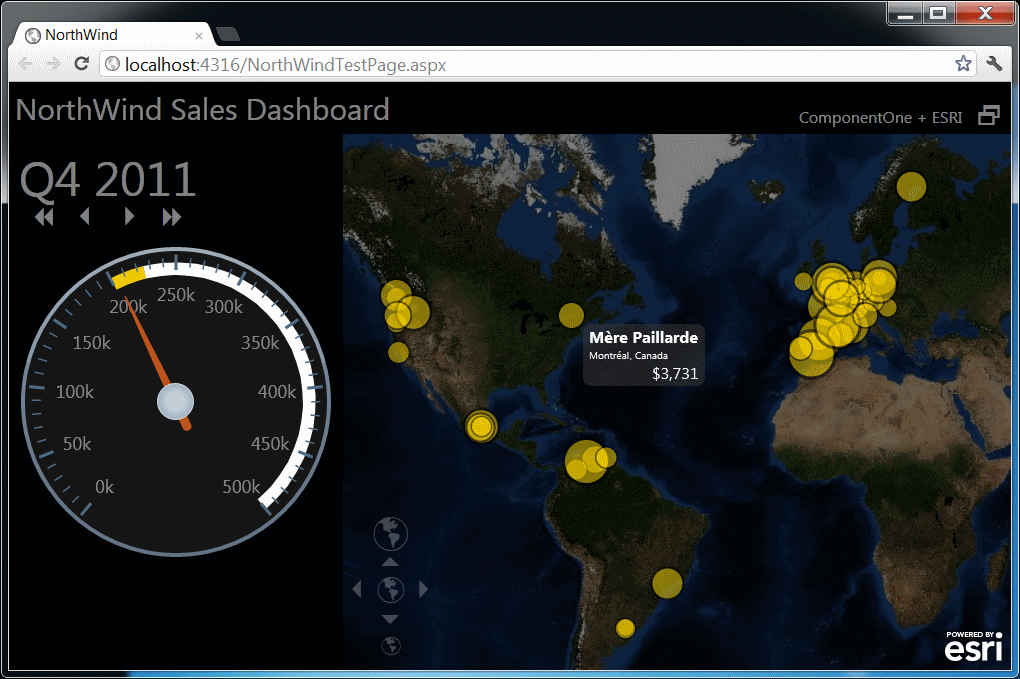 NorthWind
localhost:4316/NorthWindTestPage.aspx
NorthWind Sales Dashboard
ComponentOne + ESRI
Q4 2011
0k
50k
100k
150k
200k
250k
300k
350k
400k
450k
500k
Mère Paillarde
Montréal, Canada
$3,731
POWERED BY
esri